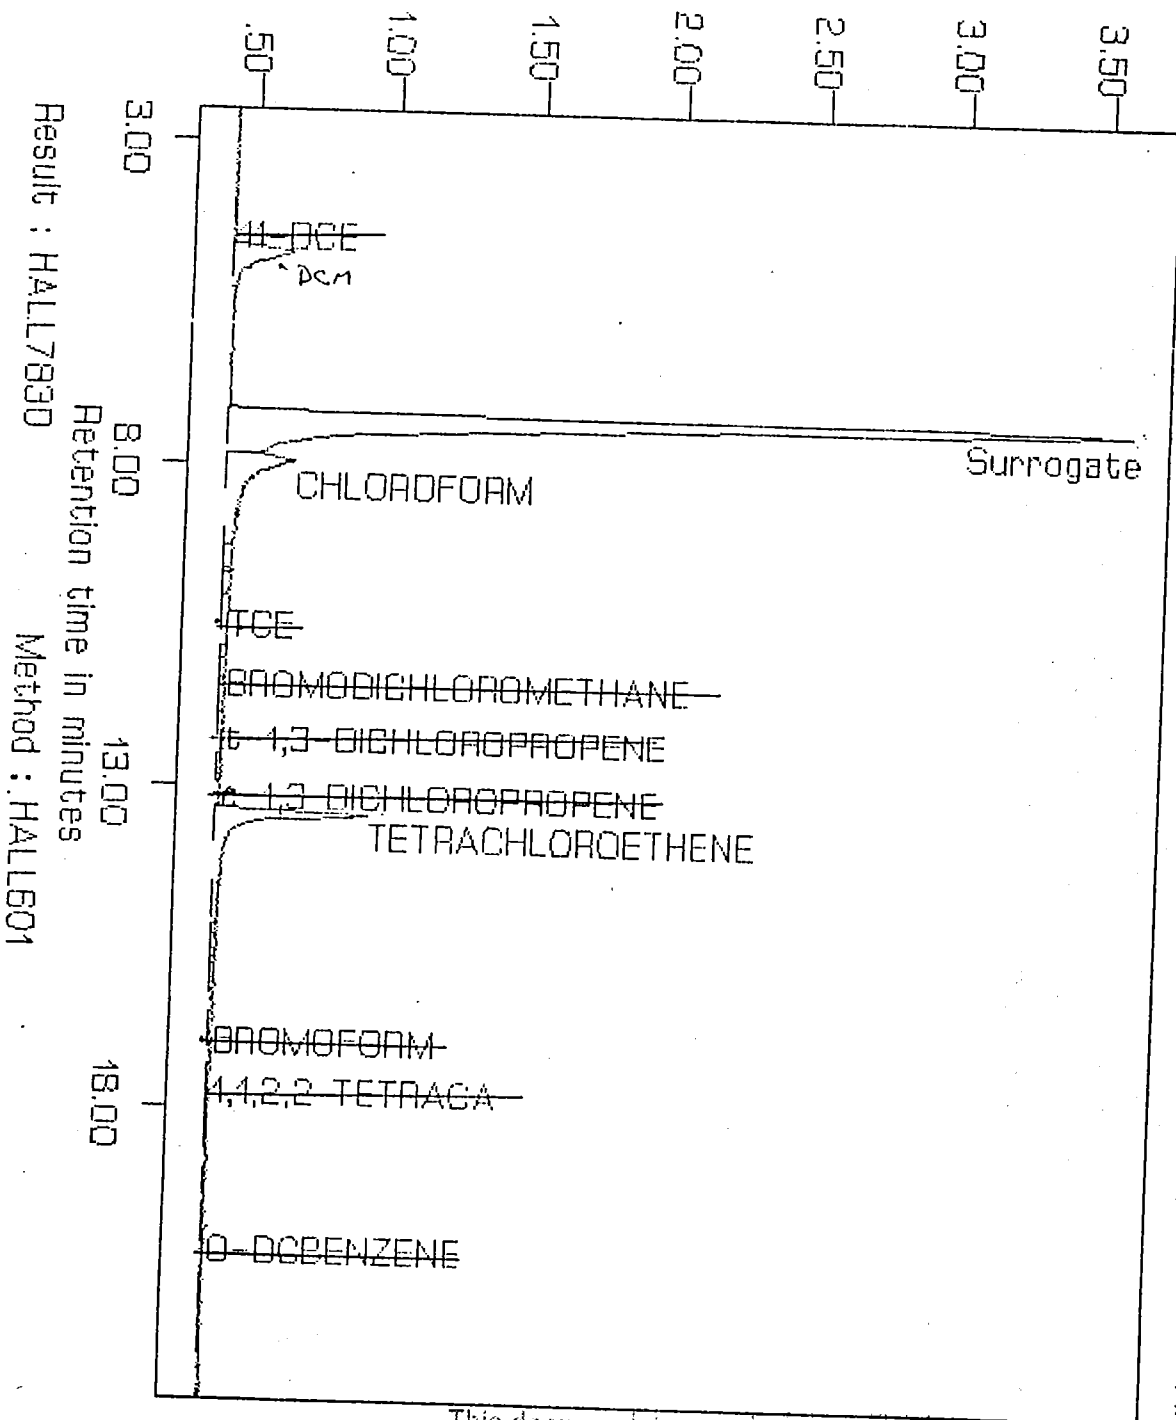 .50
1.00
1.50
2.00
2.50
3.00
3.50
3.00
8.00
13.00
18.00
11-DCE
DCM
Surrogate
CHLOROFORM
TCE
BROMODICHLOROMETHANE
t-1,3-DICHLOROPROPENE
1,3 DICHLOROPROPENE
TETRACHLOROETHENE
BROMOFORM
1,1,2,2-TETRACA
O-DCBENZENE
Retention time in minutes
Result : HALL7830
Method : HALL601